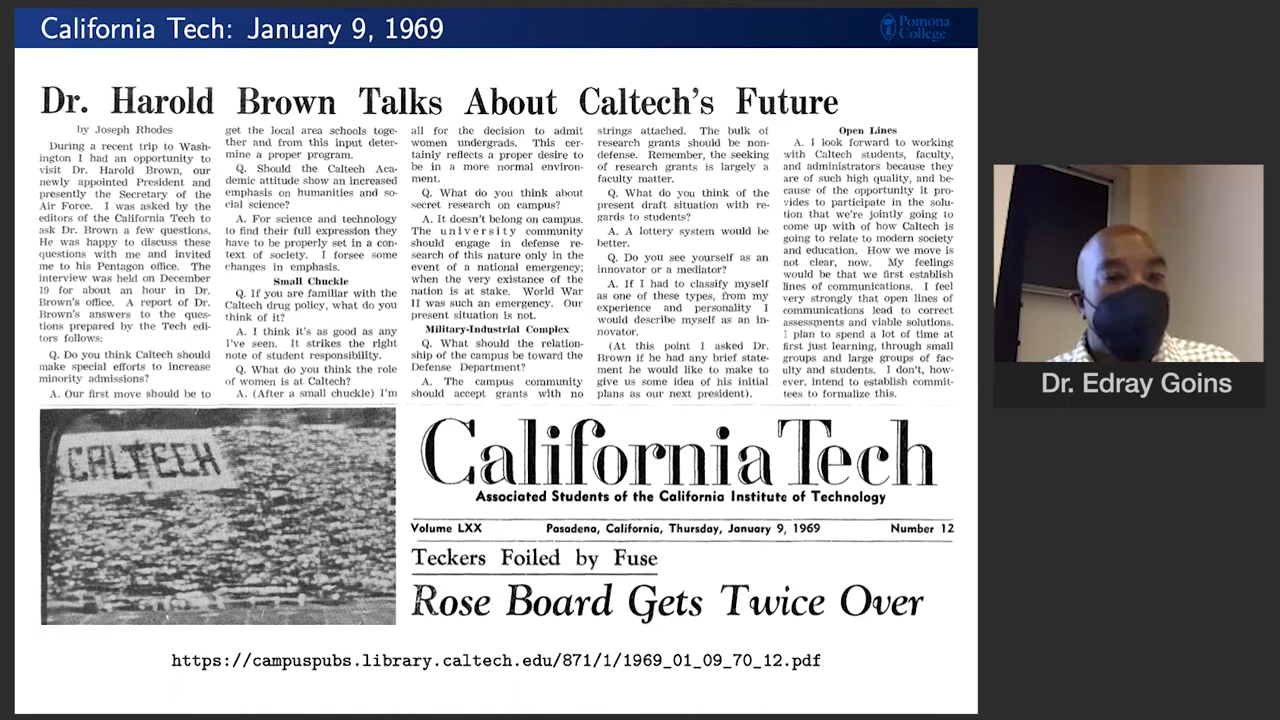 California Tech: January 9, 1969
Pomona
College
Dr. Harold Brown Talks About Caltech's Future
by Joseph Rhodes
During a recent trip to Wash-
ington I had an opportunity to
visit Dr. Harold Brown, our
newly appointed President and
presently the Secretary of the
Air Force. I was asked by the
editors of the California Tech to
ask Dr. Brown a few questions.
He was happy to discuss these
questions with me and invited
me to his Pentagon office. The
interview was held on December
19 for about an hour in Dr.
Brown's office. A report of Dr.
Brown's answers to the ques-
tions prepared by the Tech edi-
tors follows:
Q. Do you think Caltech should
make special efforts to increase
minority admissions?
A. Our first move should be to
get the local area schools toge-
ther and from this input deter-
mine a proper program.
Q. Should the Caltech Aca-
demic attitude show an increased
emphasis on humanities and so-
cial science?
A. For science and technology
to find their full expression they
have to be properly set in a con-
text of society. I forsee some
changes in emphasis.
Small Chuckle
Q. If you are familiar with the
Caltech drug policy, what do you
think of it?
A. I think it's as good as any
I've seen. It strikes the right
note of student responsibility.
Q. What do you think the role
of women is at Caltech?
A. (After a small chuckle) I'm
all for the decision to admit
women undergrads. This cer-
tainly reflects a proper desire to
be in a more normal environ-
ment.
Q. What do you think about
secret research on campus?
A. It doesn't belong on campus.
The university community
should engage in defense re-
search of this nature only in the
event of a national emergency;
when the very existance of the
nation is at stake. World War
II was such an emergency. Our
present situation is not.
Military-Industrial Complex
Q. What should the relation-
ship of the campus be toward the
Defense Department?
A. The campus community
should accept grants with no
strings attached. The bulk of
research grants should be non-
defense. Remember, the seeking
of research grants is largely a
faculty matter.
Q. What do you think of the
present draft situation with re-
gards to students?
A. A lottery system would be
better.
Q. Do you see yourself as an
innovator or a mediator?
A. If I had to classify myself
as one of these types, from my
experience and personality I
would describe myself as an in-
novator.
(At this point I asked Dr.
Brown if he had any brief state-
ment he would like to make to
give us some idea of his initial
plans as our next president).
Open Lines
A. I look forward to working
with Caltech students, faculty,
and administrators because they
are of such high quality, and be-
cause of the opportunity it pro-
vides to participate in the solu-
tion that we're jointly going to
come up with of how Caltech is
going to relate to modern society
and education. How we move is
not clear, now. My feelings
would be that we first establish
lines of communications. I feel
very strongly that open lines of
communications lead to correct
assessments and viable solutions.
I plan to spend a lot of time at
first just learning, through small
groups and large groups of fac-
ulty and students. I don't, how-
ever, intend to establish commit-
tees to formalize this.
CALTECH
California Tech
Associated Students of the California Institute of Technology
Volume LXX Pasadena, California, Thursday, January 9, 1969 Number 12
Teckers Foiled by Fuse
Rose Board Gets Twice Over
https://campuspubs.library.caltech.edu/871/1/1969_01_09_70_12.pdf
Dr. Edray Goins